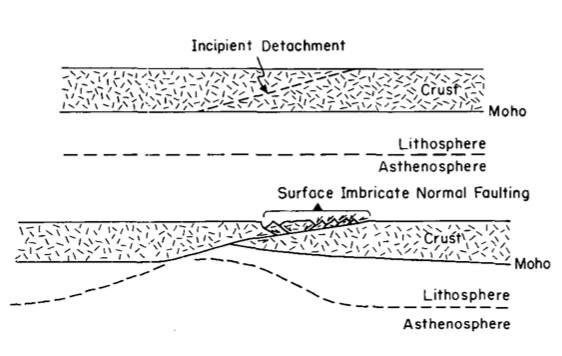 Incipient Detachment
Crust
Moho
Lithosphere
Asthenosphere
Surface Imbricate Normal Faulting
Crust
Moho
Lithosphere
Asthenosphere